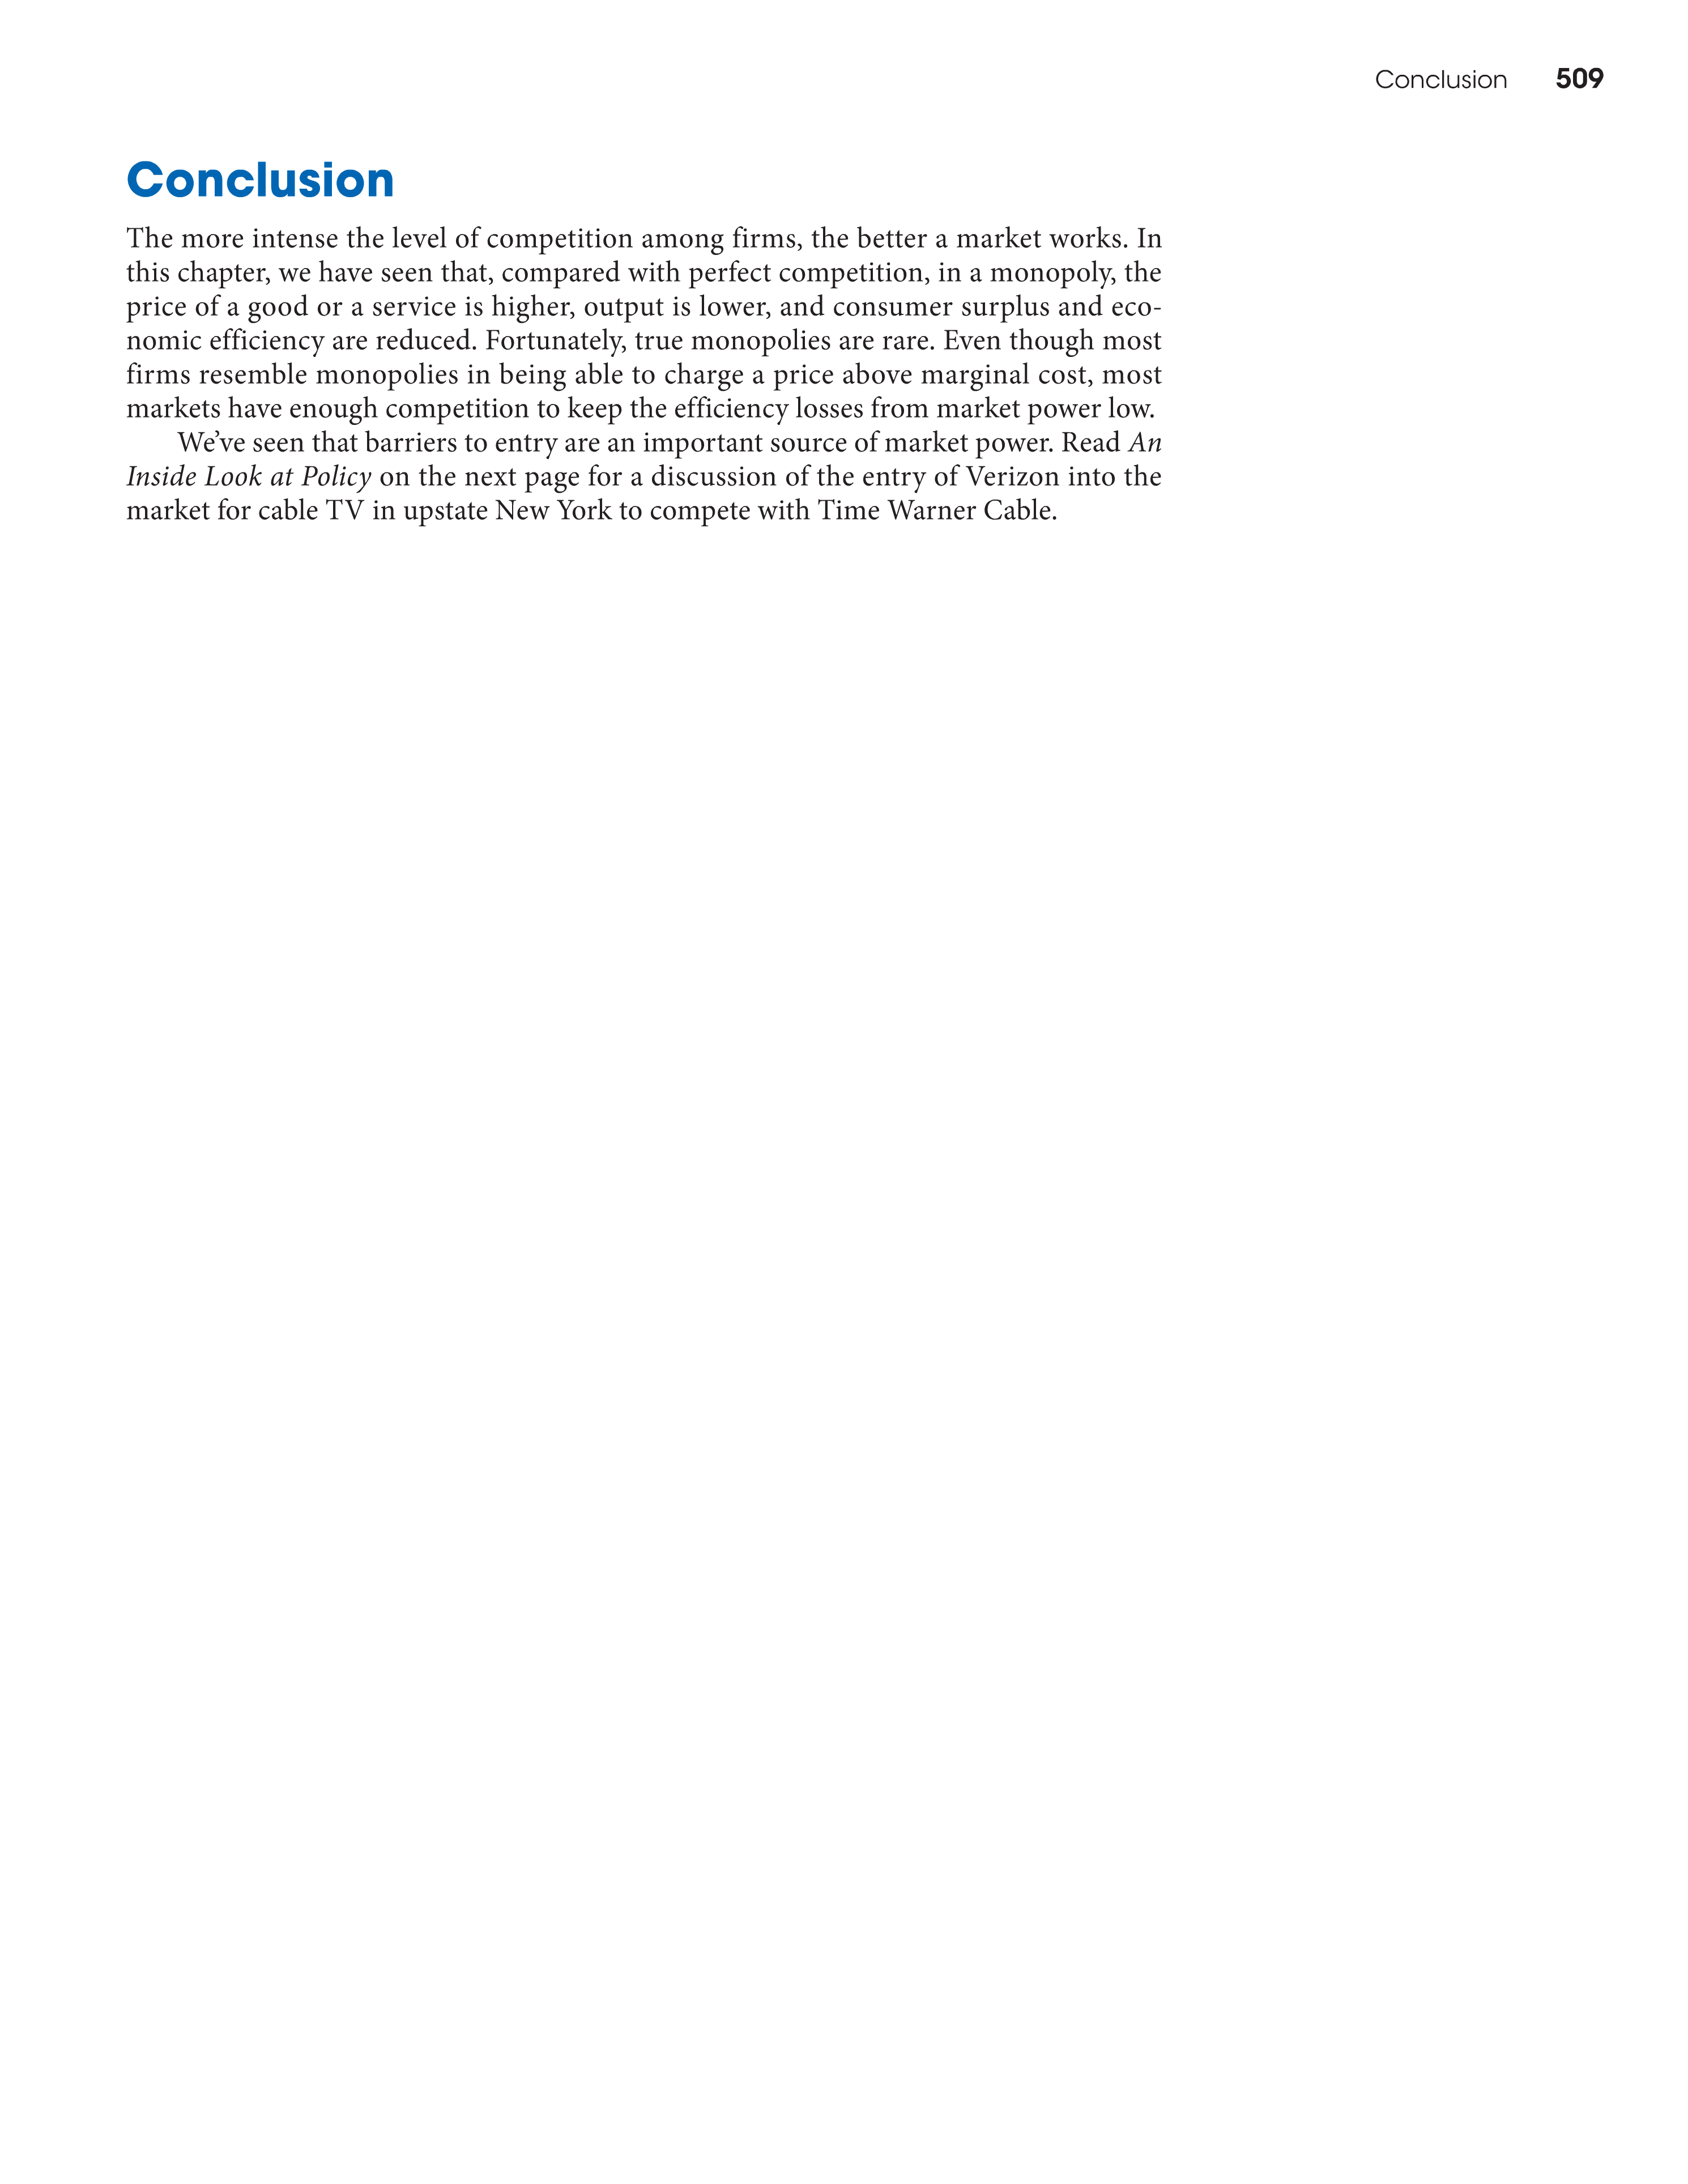 Conclusion 509
Conclusion
The more intense the level of competition among firms, the better a market works. In
this chapter, we have seen that, compared with perfect competition, in a monopoly, the
price of a good or a service is higher, output is lower, and consumer surplus and eco-
nomic efficiency are reduced. Fortunately, true monopolies are rare. Even though most
firms resemble monopolies in being able to charge a price above marginal cost, most
markets have enough competition to keep the efficiency losses from market power low.
We’ve seen that barriers to entry are an important source of market power. Read An
Inside Look at Policy on the next page for a discussion of the entry of Verizon into the
market for cable TV in upstate New York to compete with Time Warner Cable.